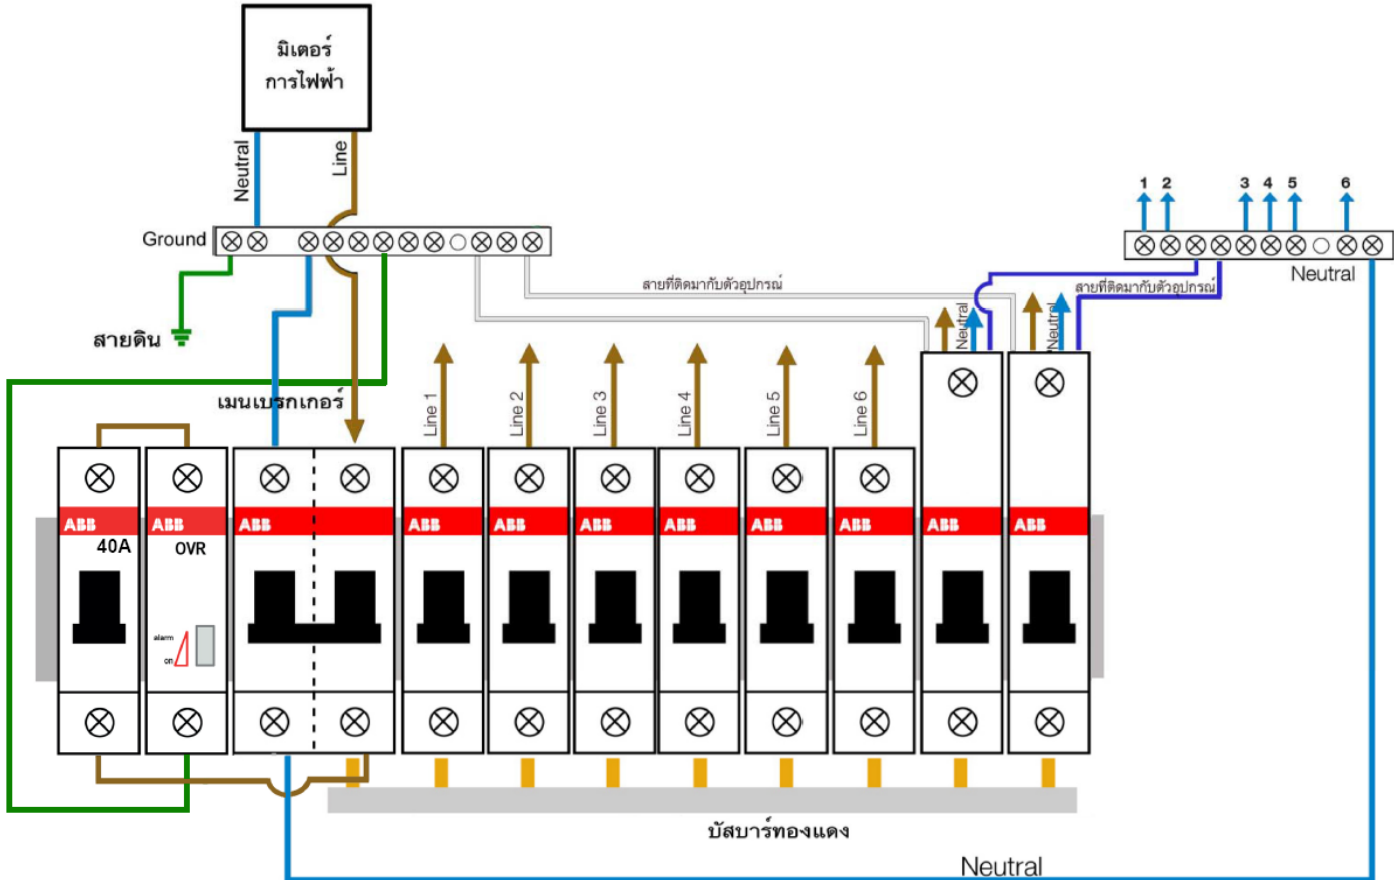 มิเตอร์
การไฟฟ้า
Neutral
Line
Ground
สายดิน
1 2 3 4 5 6
Neutral
สายที่ติดมากับตัวอุปกรณ์
สายที่ติดมากับตัวอุปกรณ์
Neutral
Neutral
เมนเบรกเกอร์
Line 1
Line 2
Line 3
Line 4
Line 5
Line 6
ABB
ABB
ABB
ABB
ABB
ABB
ABB
ABB
ABB
ABB
ABB
40A
OVR
alarm
on
บัสบาร์ทองแดง
Neutral